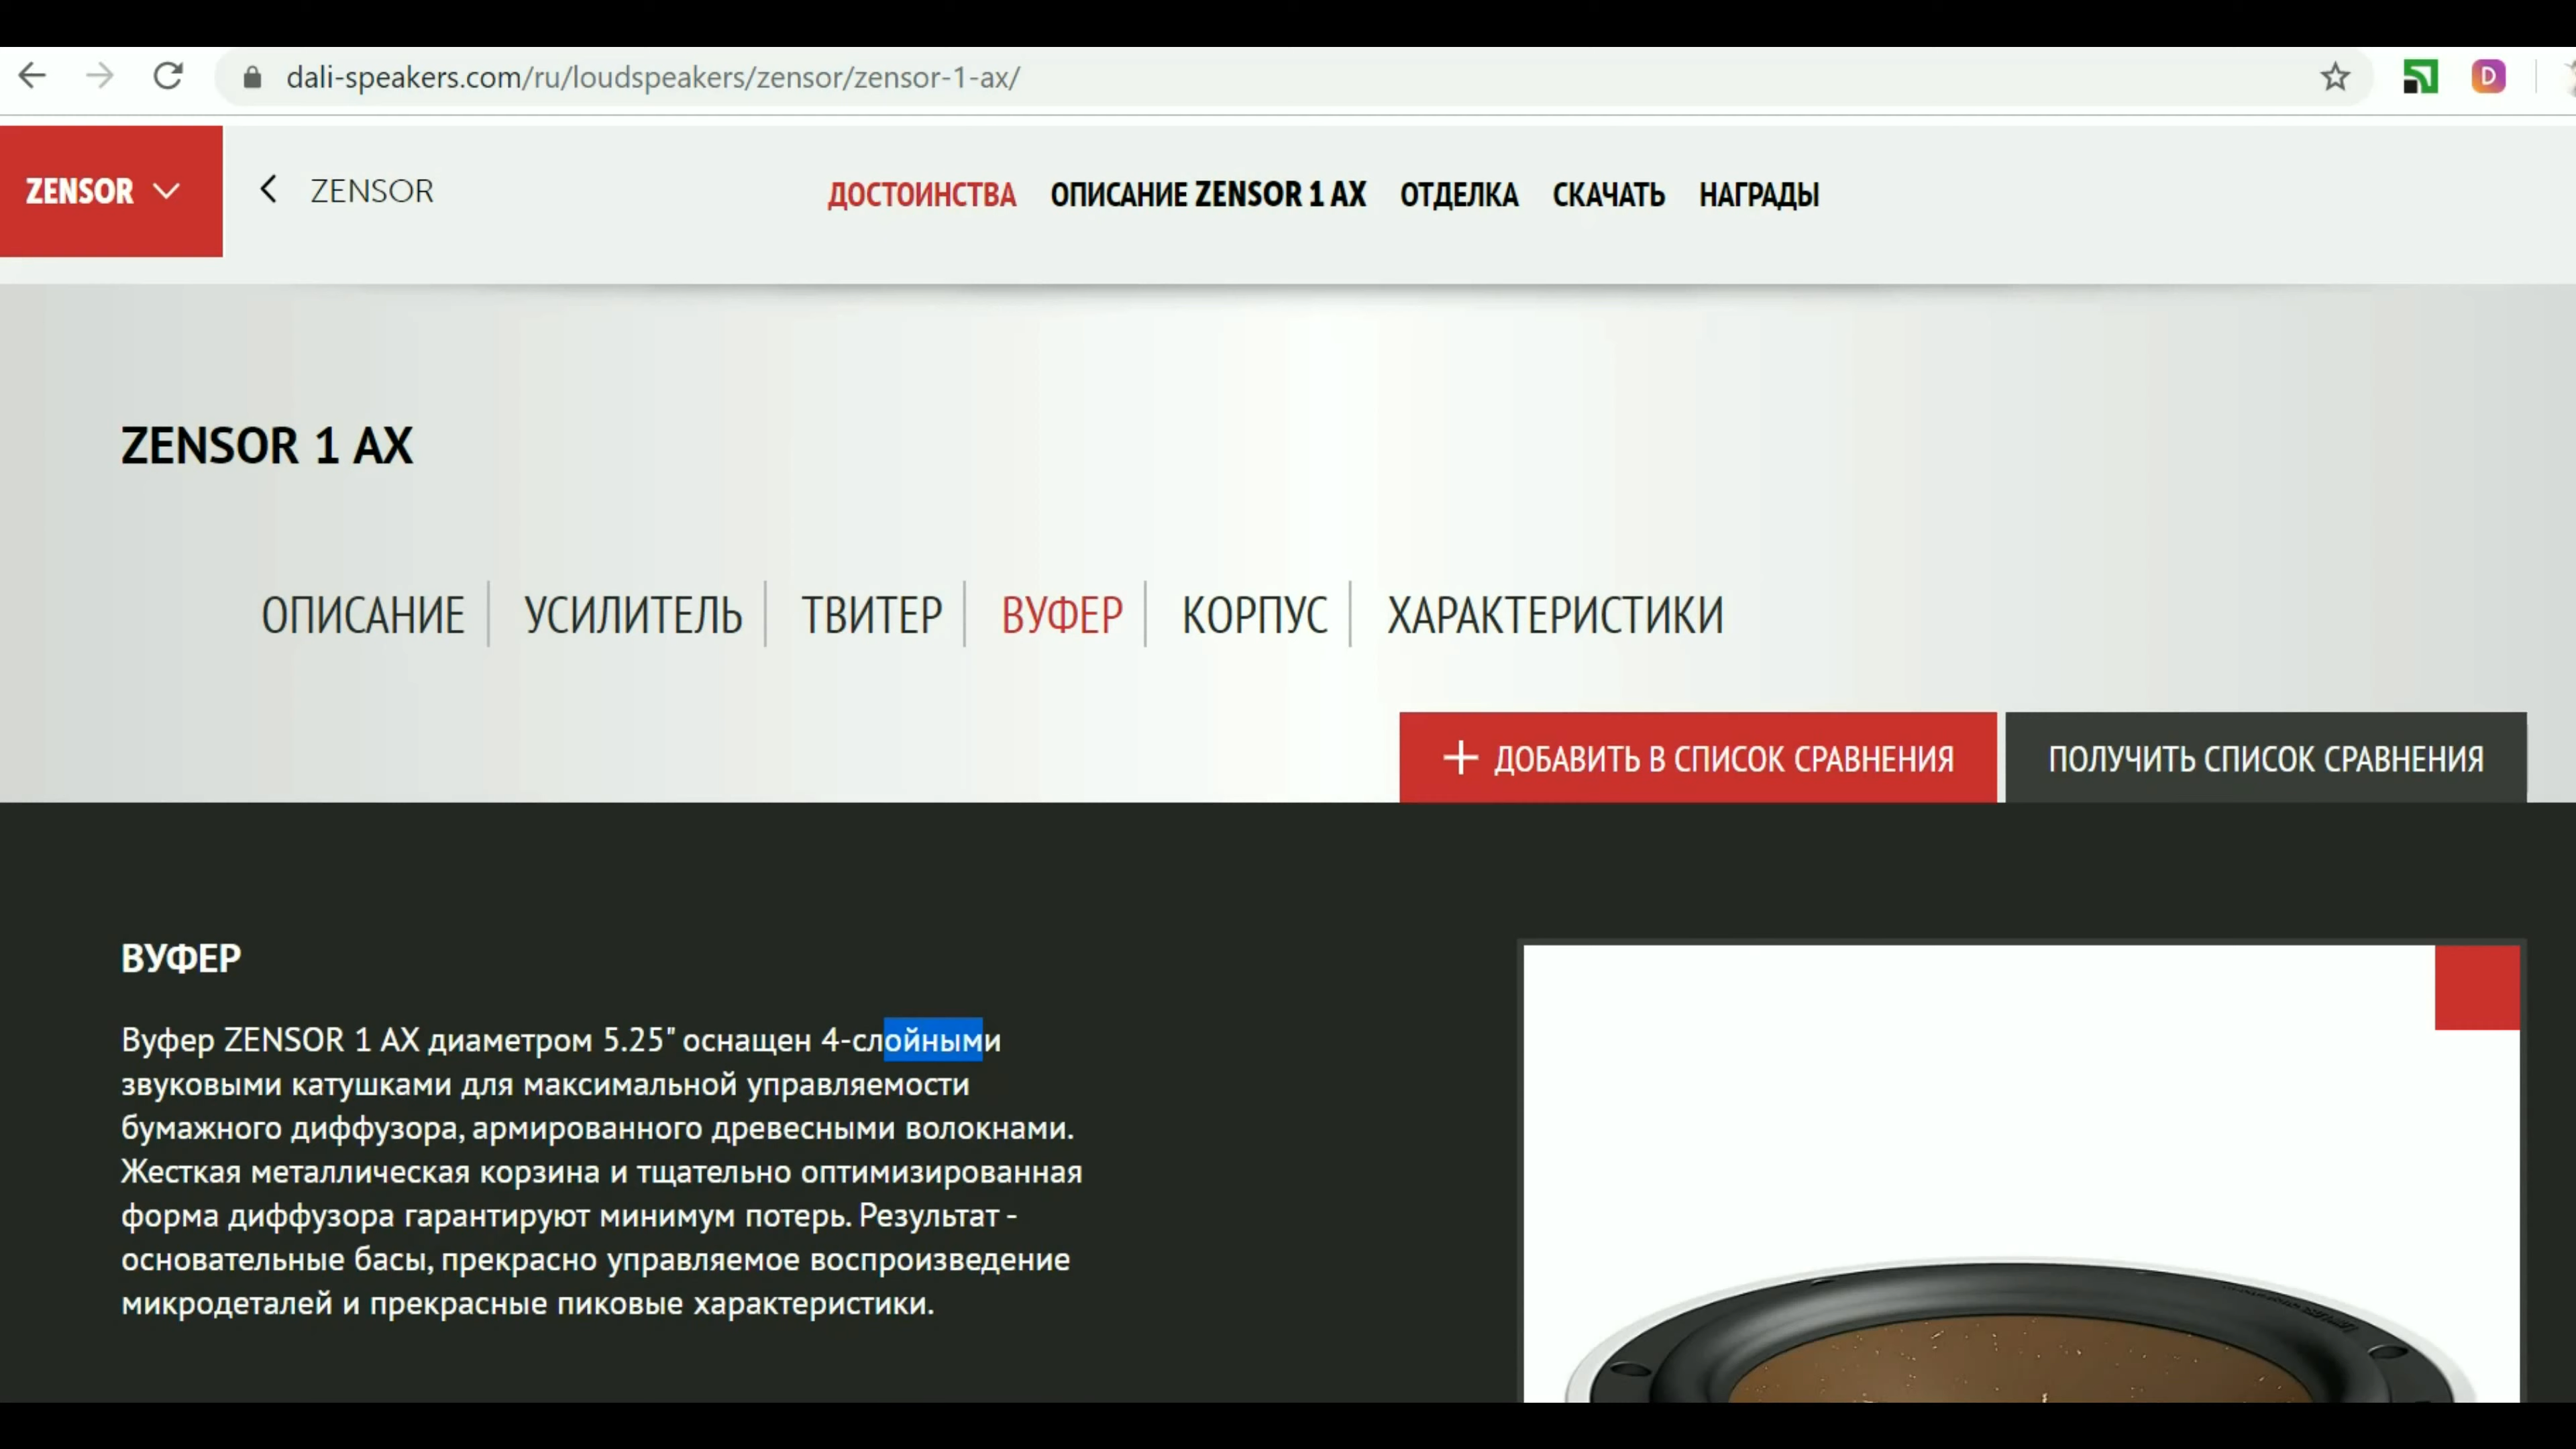 dali-speakers.com/ru/loudspeakers/zensor/zensor-1-ax/
D
ZENSOR
ZENSOR
ДОСТОИНСТВА ОПИСАНИЕ ZENSOR 1 AX ОТДЕЛКА СКАЧАТЬ НАГРАДЫ
ZENSOR 1 AX
ОПИСАНИЕ УСИЛИТЕЛЬ ТВИТЕР ВУФЕР КОРПУС ХАРАКТЕРИСТИКИ
+ ДОБАВИТЬ В СПИСОК СРАВНЕНИЯ
ПОЛУЧИТЬ СПИСОК СРАВНЕНИЯ
ВУФЕР
Вуфер ZENSOR 1 AX диаметром 5.25" оснащен 4-слойными
звуковыми катушками для максимальной управляемости
бумажного диффузора, армированного древесными волокнами.
Жесткая металлическая корзина и тщательно оптимизированная
форма диффузора гарантируют минимум потерь. Результат -
основательные басы, прекрасно управляемое воспроизведение
микродеталей и прекрасные пиковые характеристики.